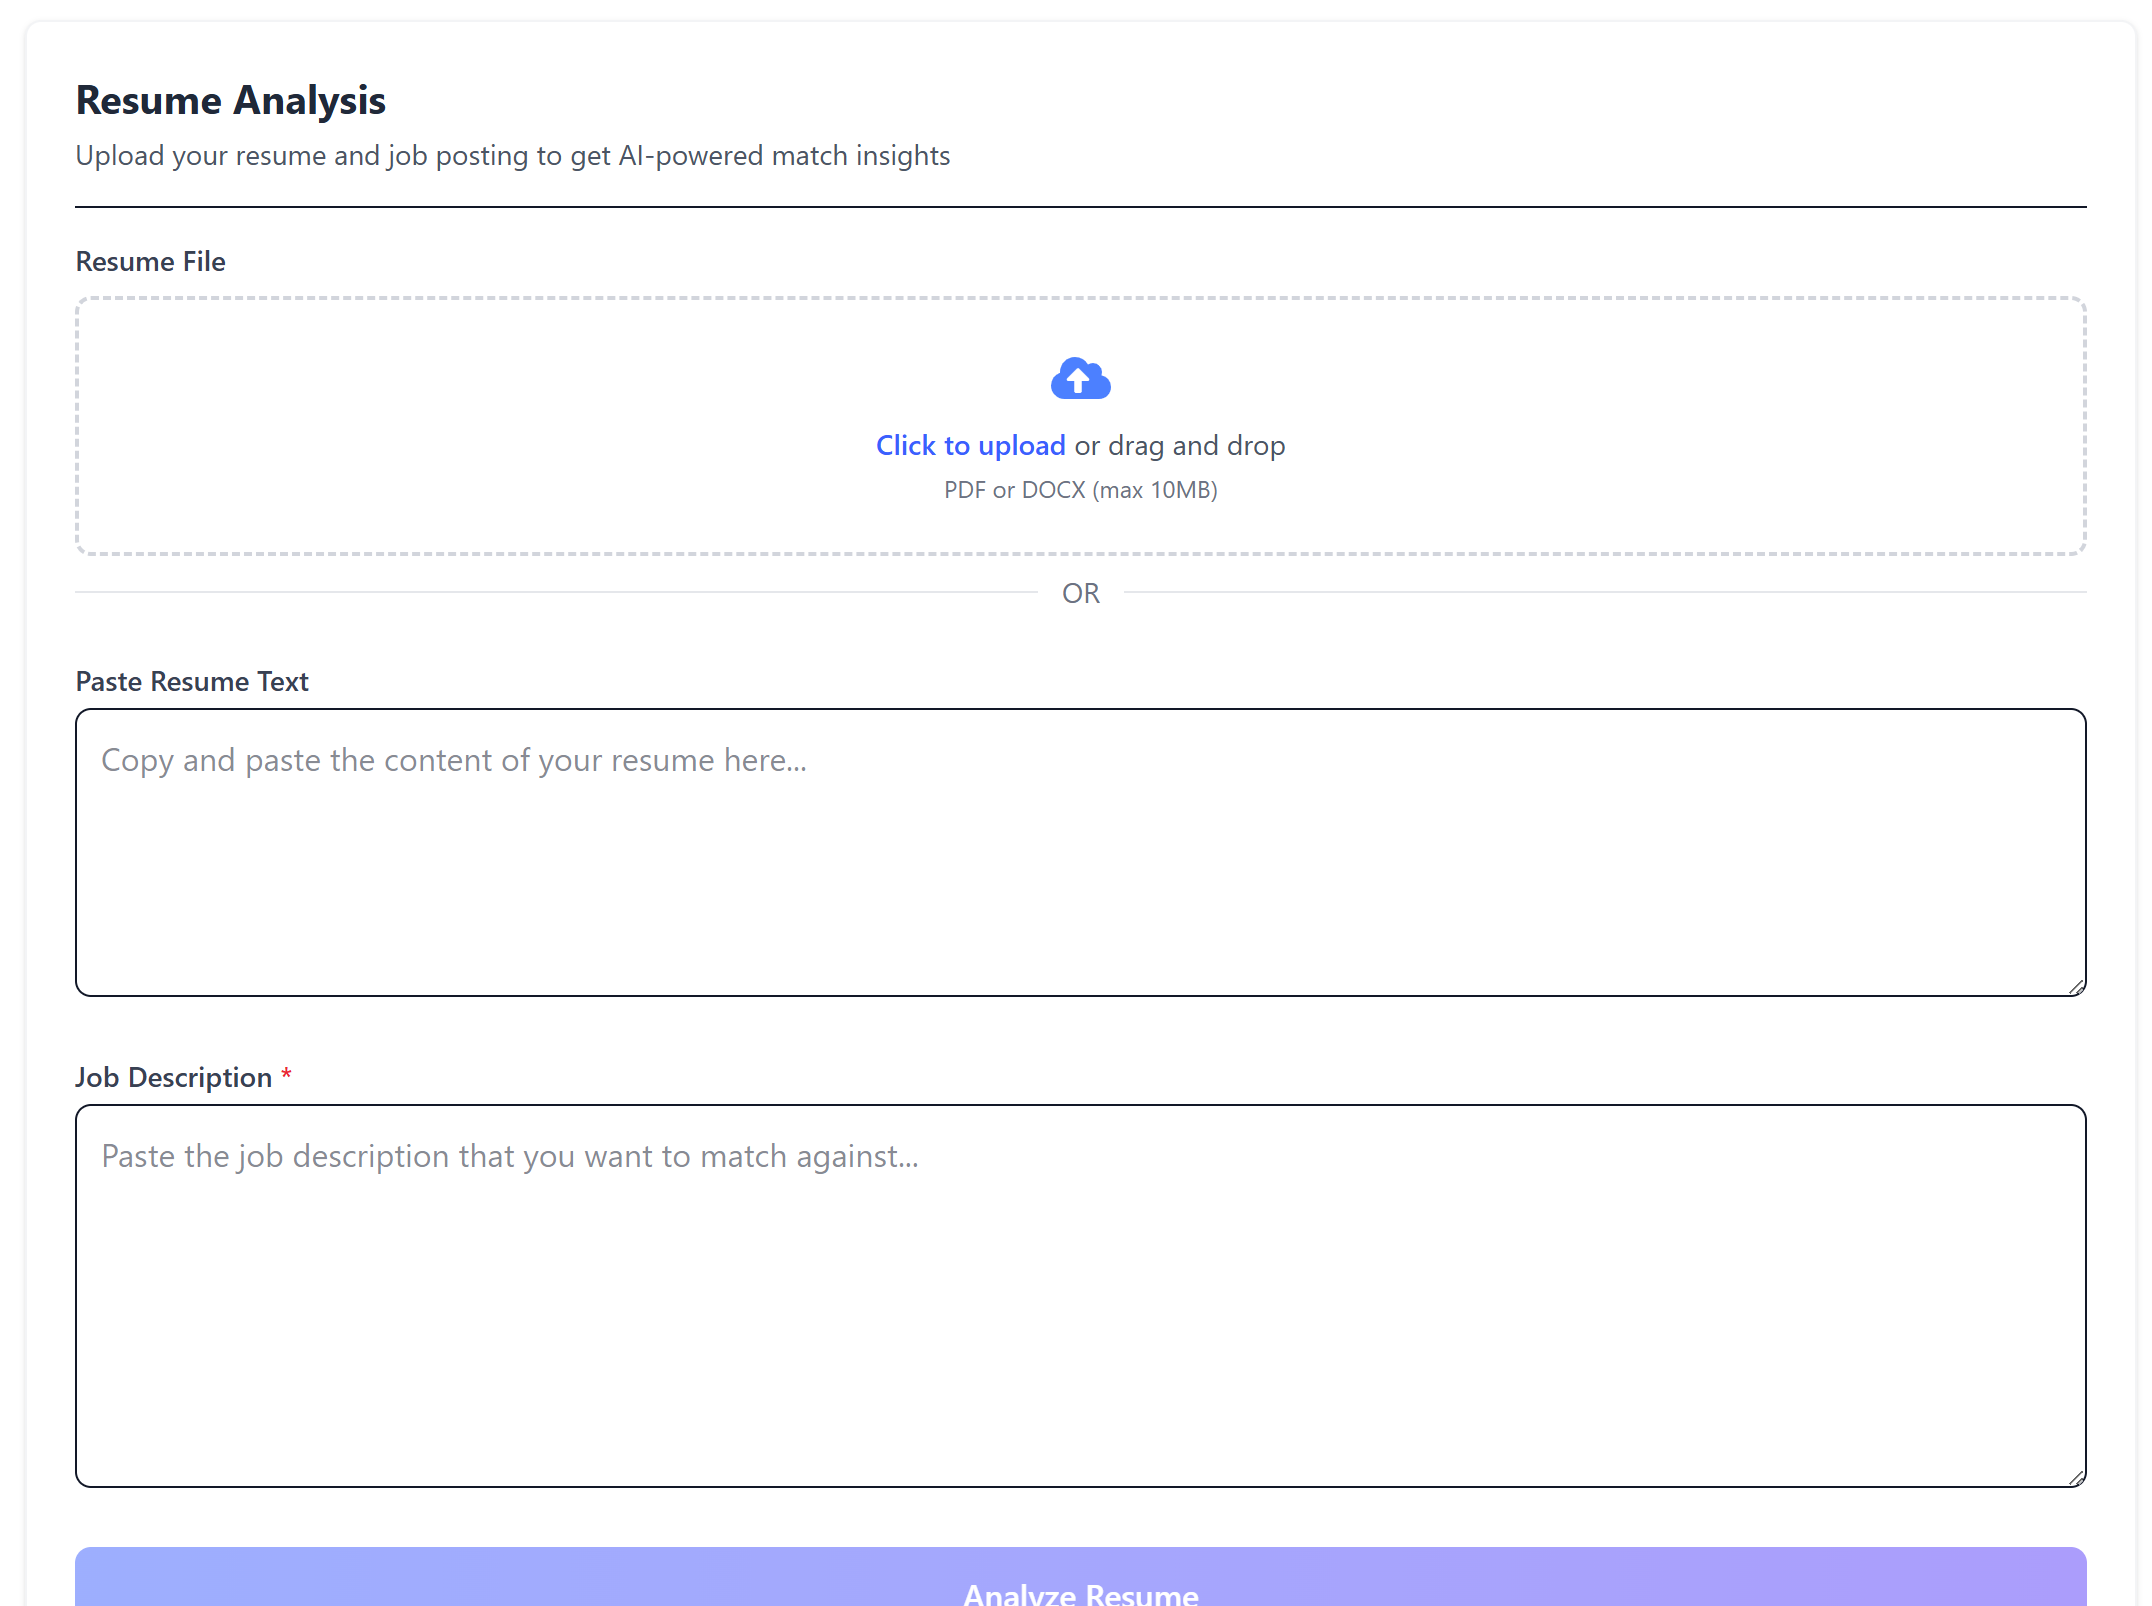 Resume Analysis
Upload your resume and job posting to get AI-powered match insights
Resume File
Click to upload or drag and drop
PDF or DOCX (max 10MB)
OR
Paste Resume Text
Copy and paste the content of your resume here...
Job Description *
Paste the job description that you want to match against...
Analyze Resume